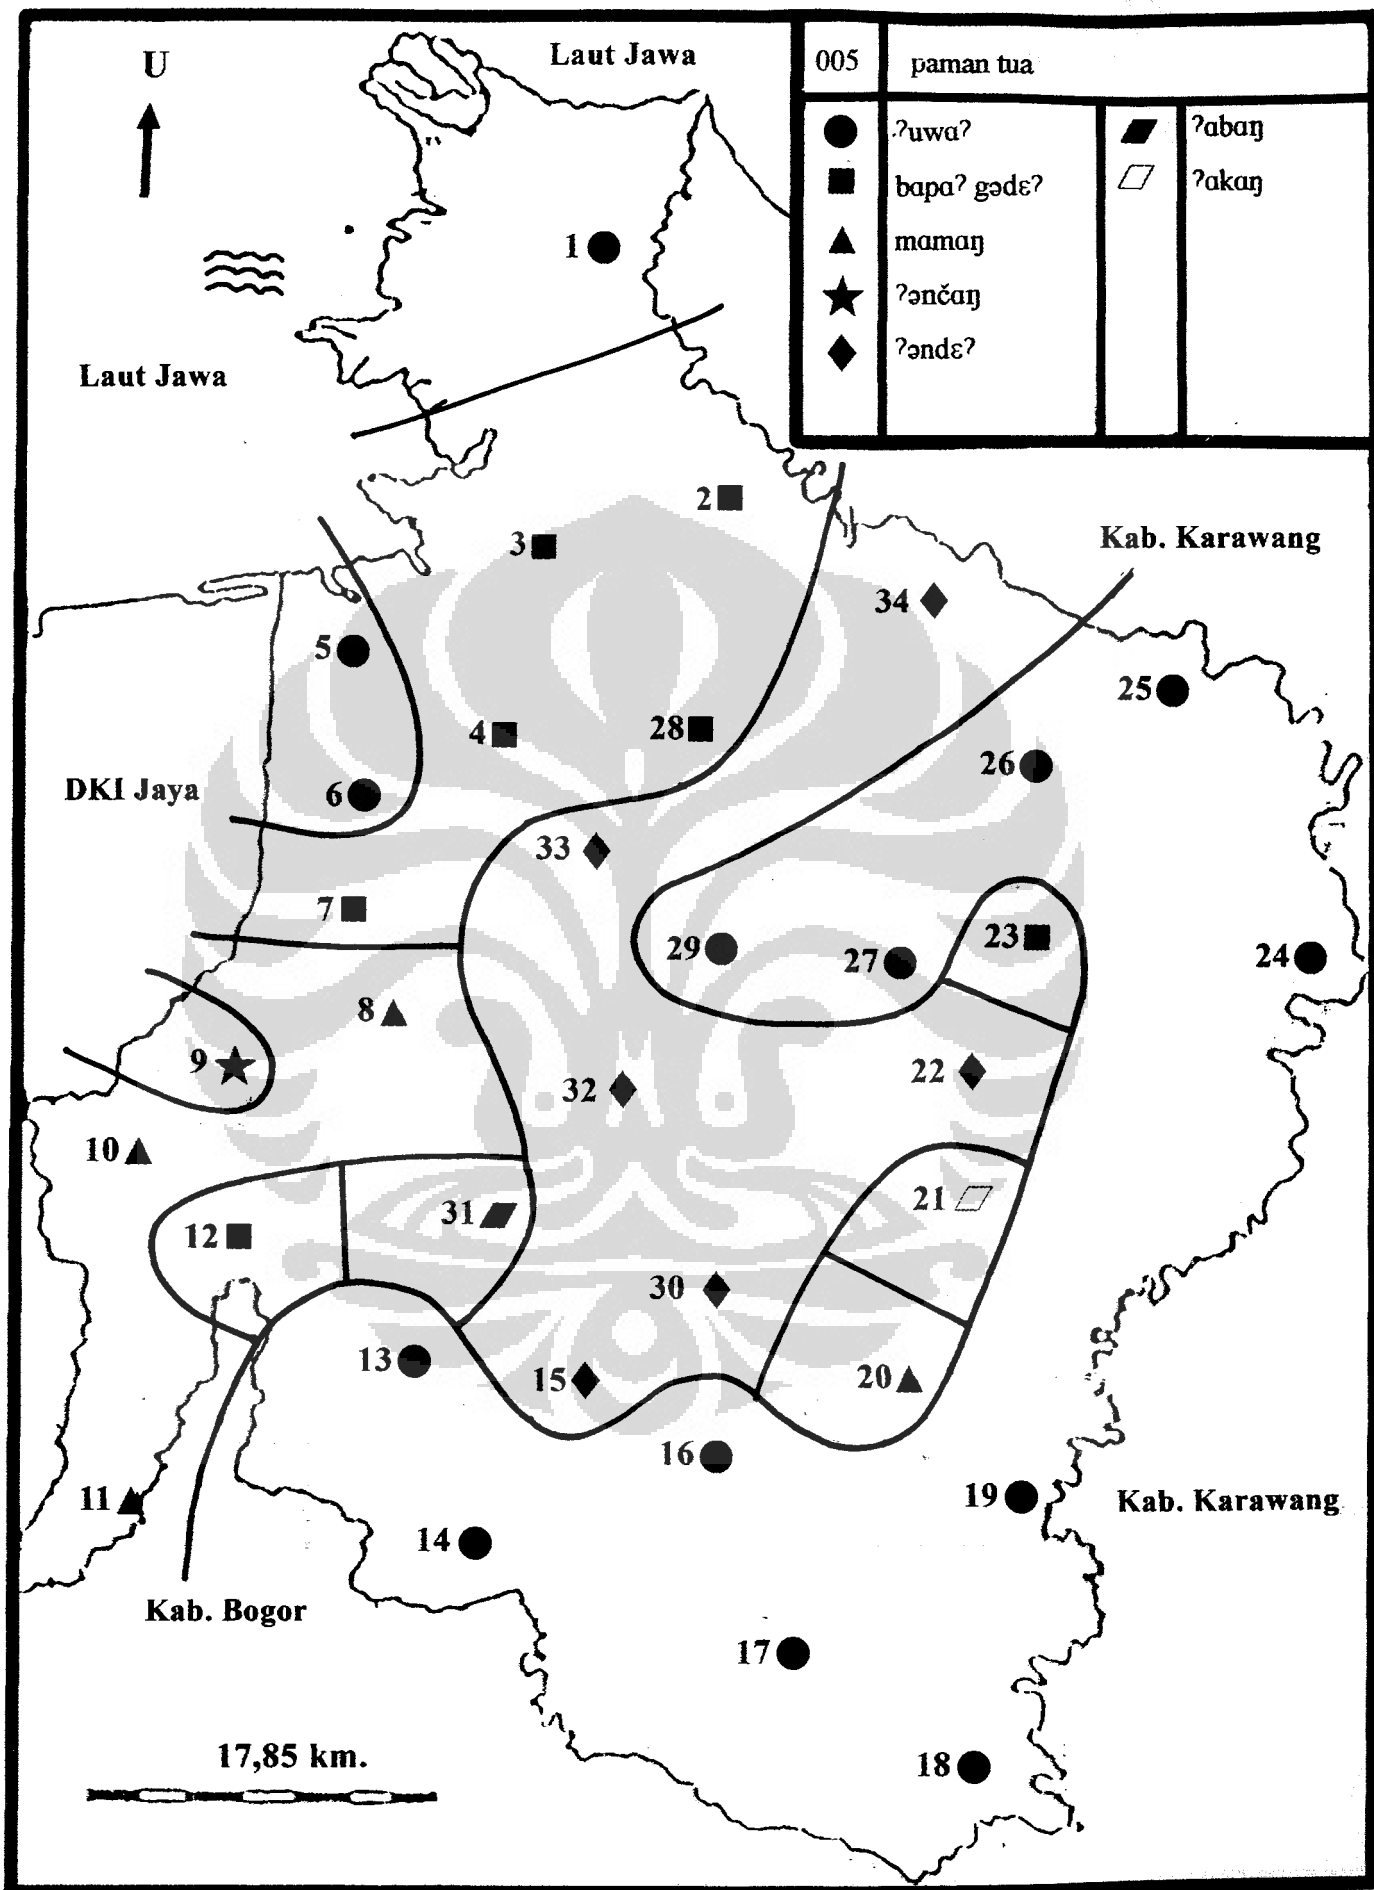 U
Laut Jawa
005
paman tua
ʔuwaʔ
ʔabaŋ
bapaʔ gədɛʔ
ʔakaŋ
mamaŋ
ʔənčaŋ
ʔəndɛʔ
1
Laut Jawa
2
3
Kab. Karawang
34
5
25
4
28
26
DKI Jaya
6
33
7
23
29
27
24
8
9
22
32
10
21
31
12
30
13
15
20
16
19
11
Kab. Karawang
14
Kab. Bogor
17
17,85 km.
18